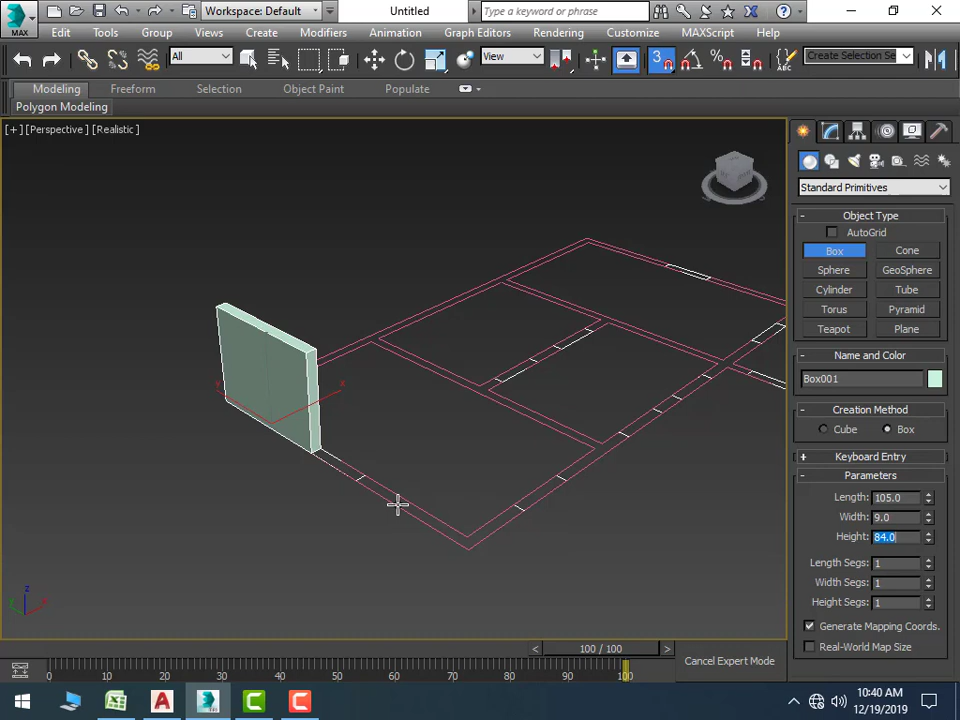 MAX
Workspace: Default
Untitled
Type a keyword or phrase
Edit Tools Group Views Create Modifiers Animation Graph Editors Rendering Customize MAXScript Help
All
View
3
Create Selection Se
Modeling Freeform Selection Object Paint Populate
Polygon Modeling
[+] [Perspective] [Realistic]
Standard Primitives
- Object Type
AutoGrid
Box Cone
Sphere GeoSphere
Cylinder Tube
Torus Pyramid
Teapot Plane
- Name and Color
Box001
- Creation Method
Cube Box
+ Keyboard Entry
- Parameters
Length: 105.0
Width: 9.0
Height: 84.0
Length Segs: 1
Width Segs: 1
Height Segs: 1
Generate Mapping Coords.
Real-World Map Size
y x
z
x
< 100 / 100 >
0 10 20 30 40 50 60 70 80 90 100
Cancel Expert Mode
10:40 AM
12/19/2019